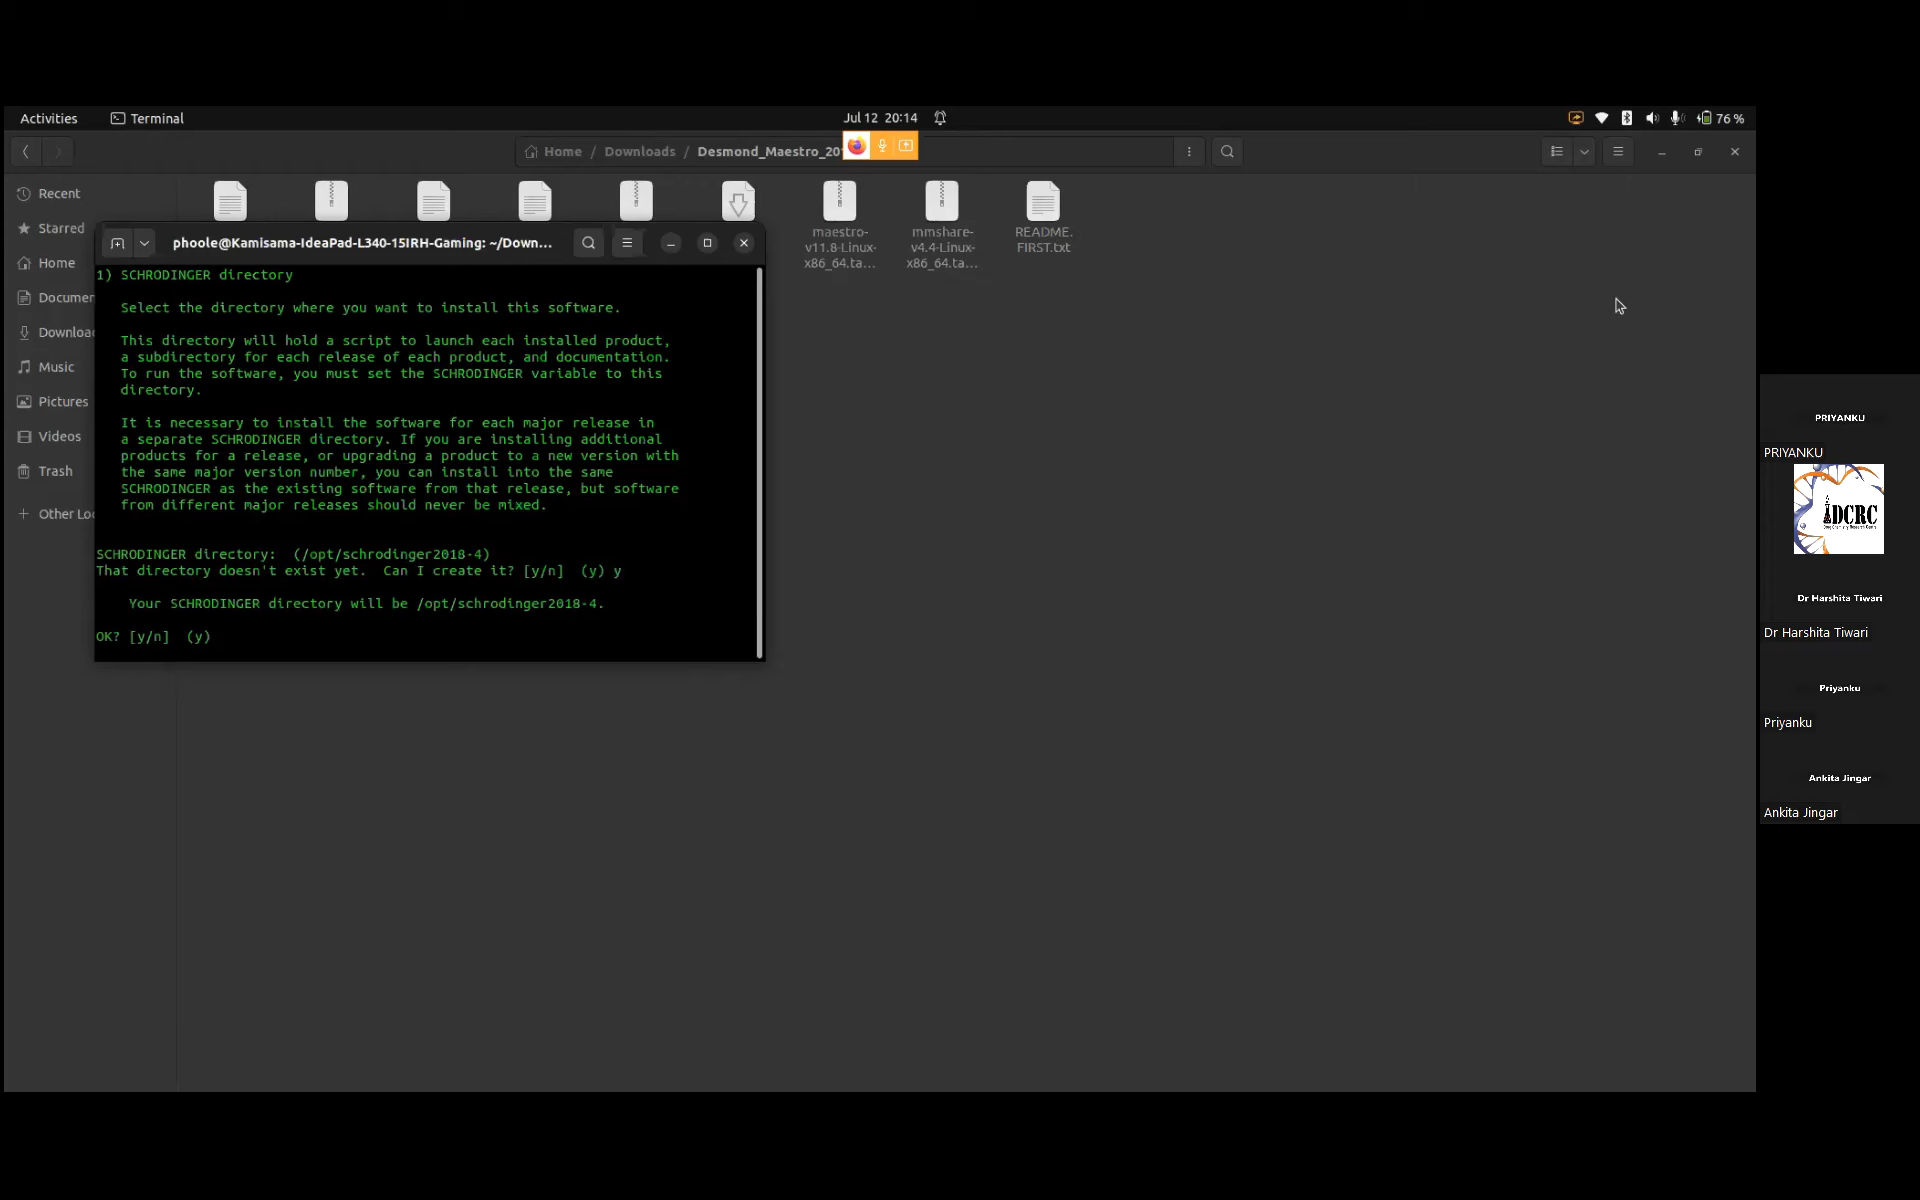 Activities
Terminal
Jul 12 20:14
76 %
Home / Downloads / Desmond_Maestro_20
Recent
Starred
Home
Documen
Downloa
Music
Pictures
Videos
Trash
+ Other Lo
maestro-
v11.8-Linux-
x86_64.ta...
mmshare-
v4.4-Linux-
x86_64.ta...
README.
FIRST.txt
phoole@Kamisama-IdeaPad-L340-15IRH-Gaming: ~/Down...
1) SCHRODINGER directory
Select the directory where you want to install this software.
This directory will hold a script to launch each installed product,
a subdirectory for each release of each product, and documentation.
To run the software, you must set the SCHRODINGER variable to this
directory.
It is necessary to install the software for each major release in
a separate SCHRODINGER directory. If you are installing additional
products for a release, or upgrading a product to a new version with
the same major version number, you can install into the same
SCHRODINGER as the existing software from that release, but software
from different major releases should never be mixed.
SCHRODINGER directory:  (/opt/schrodinger2018-4)
That directory doesn't exist yet.  Can I create it? [y/n]  (y) y
Your SCHRODINGER directory will be /opt/schrodinger2018-4.
OK? [y/n]  (y)
PRIYANKU
PRIYANKU
DCRC
Dr Harshita Tiwari
Dr Harshita Tiwari
Priyanku
Priyanku
Ankita Jingar
Ankita Jingar